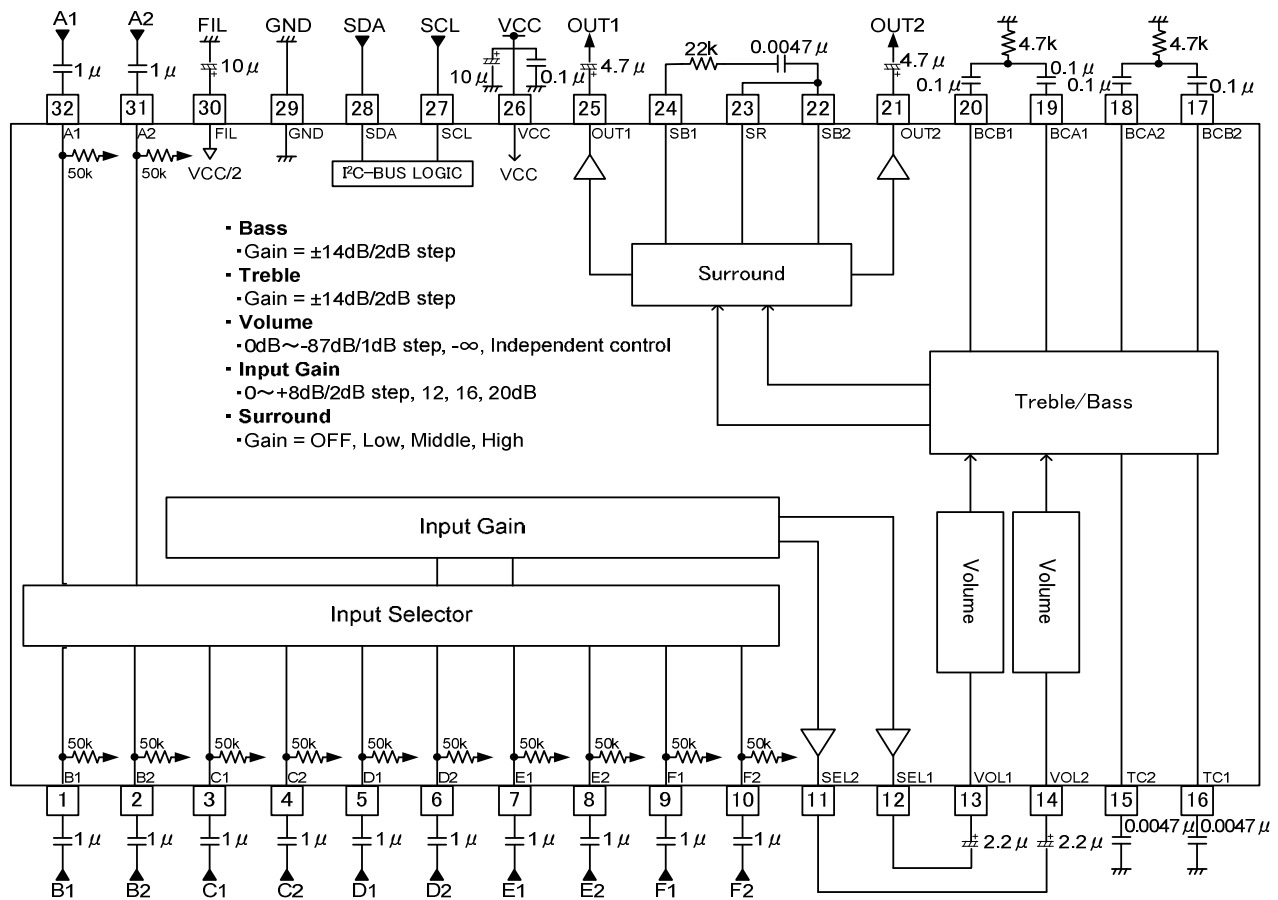 A1 A2 FIL GND SDA SCL VCC OUT1 OUT2
22k 0.0047μ 4.7k 4.7k
1μ 1μ 10μ 10μ 0.1μ 4.7μ 4.7μ 0.1μ 0.1μ 0.1μ 0.1μ
32 31 30 29 28 27 26 25 24 23 22 21 20 19 18 17
A1 A2 FIL GND SDA SCL VCC OUT1 SB1 SR SB2 OUT2 BCB1 BCA1 BCA2 BCB2
50k 50k VCC/2 I²C-BUS LOGIC VCC
· Bass
·Gain = ±14dB/2dB step
· Treble
·Gain = ±14dB/2dB step
· Volume
·0dB～-87dB/1dB step, -∞, Independent control
· Input Gain
·0～+8dB/2dB step, 12, 16, 20dB
· Surround
·Gain = OFF, Low, Middle, High
Surround
Treble/Bass
Input Gain
Volume
Volume
Input Selector
50k 50k 50k 50k 50k 50k 50k 50k 50k 50k
B1 B2 C1 C2 D1 D2 E1 E2 F1 F2 SEL2 SEL1 VOL1 VOL2 TC2 TC1
1 2 3 4 5 6 7 8 9 10 11 12 13 14 15 16
1μ 1μ 1μ 1μ 1μ 1μ 1μ 1μ 1μ 1μ 2.2μ 2.2μ 0.0047μ 0.0047μ
B1 B2 C1 C2 D1 D2 E1 E2 F1 F2